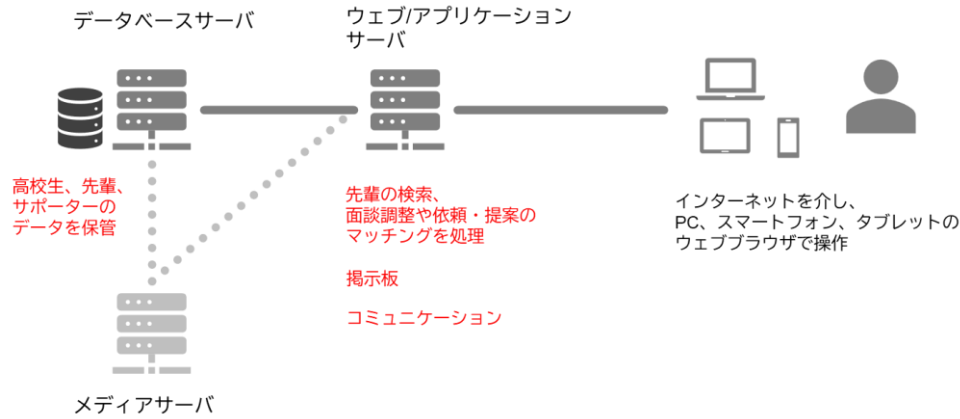 データベースサーバ
ウェブ/アプリケーション
サーバ
高校生、先輩、
サポーターの
データを保管
先輩の検索、
面談調整や依頼・提案の
マッチングを処理
掲示板
コミュニケーション
インターネットを介し、
PC、スマートフォン、タブレットの
ウェブブラウザで操作
メディアサーバ